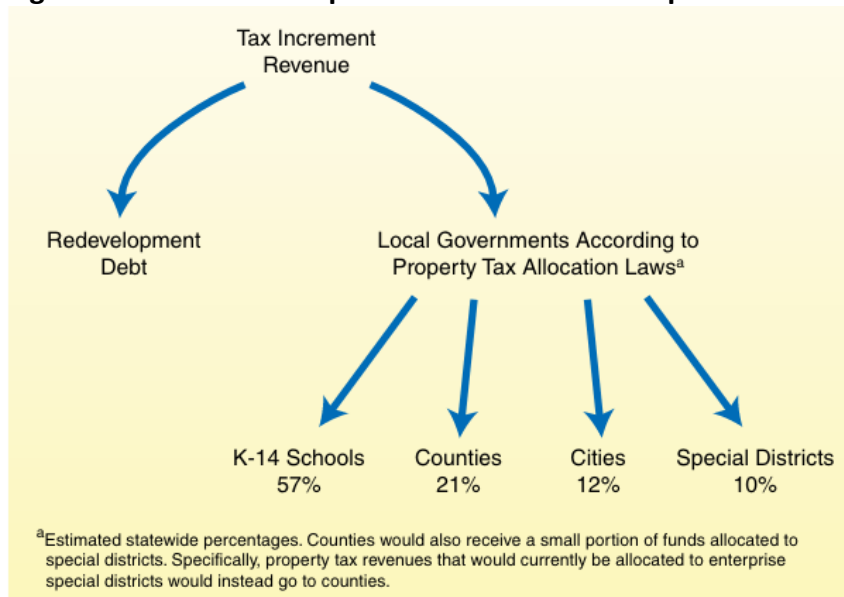 Tax Increment
Revenue
Redevelopment
Debt
Local Governments According to
Property Tax Allocation Lawsᵃ
K-14 Schools
57%
Counties
21%
Cities
12%
Special Districts
10%
ᵃEstimated statewide percentages. Counties would also receive a small portion of funds allocated to
special districts. Specifically, property tax revenues that would currently be allocated to enterprise
special districts would instead go to counties.